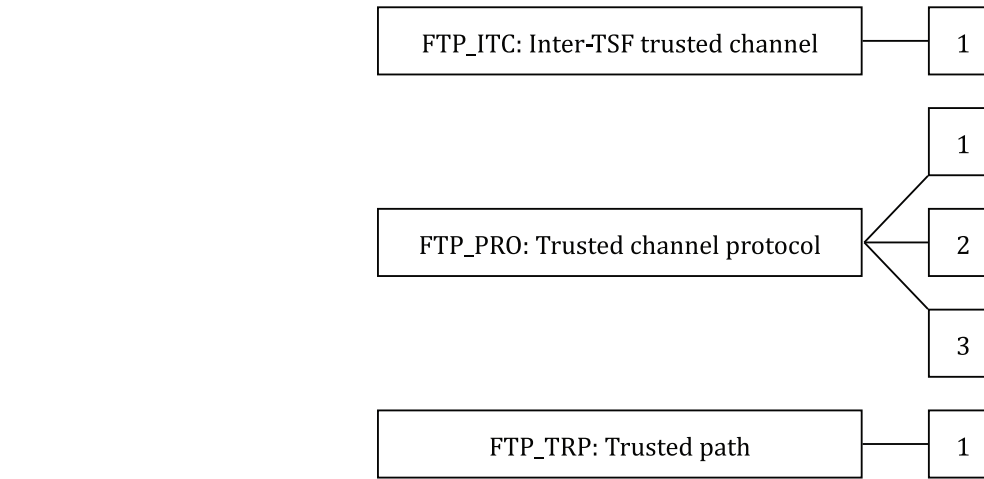 FTP_ITC: Inter-TSF trusted channel 1
1
FTP_PRO: Trusted channel protocol 2
3
FTP_TRP: Trusted path 1